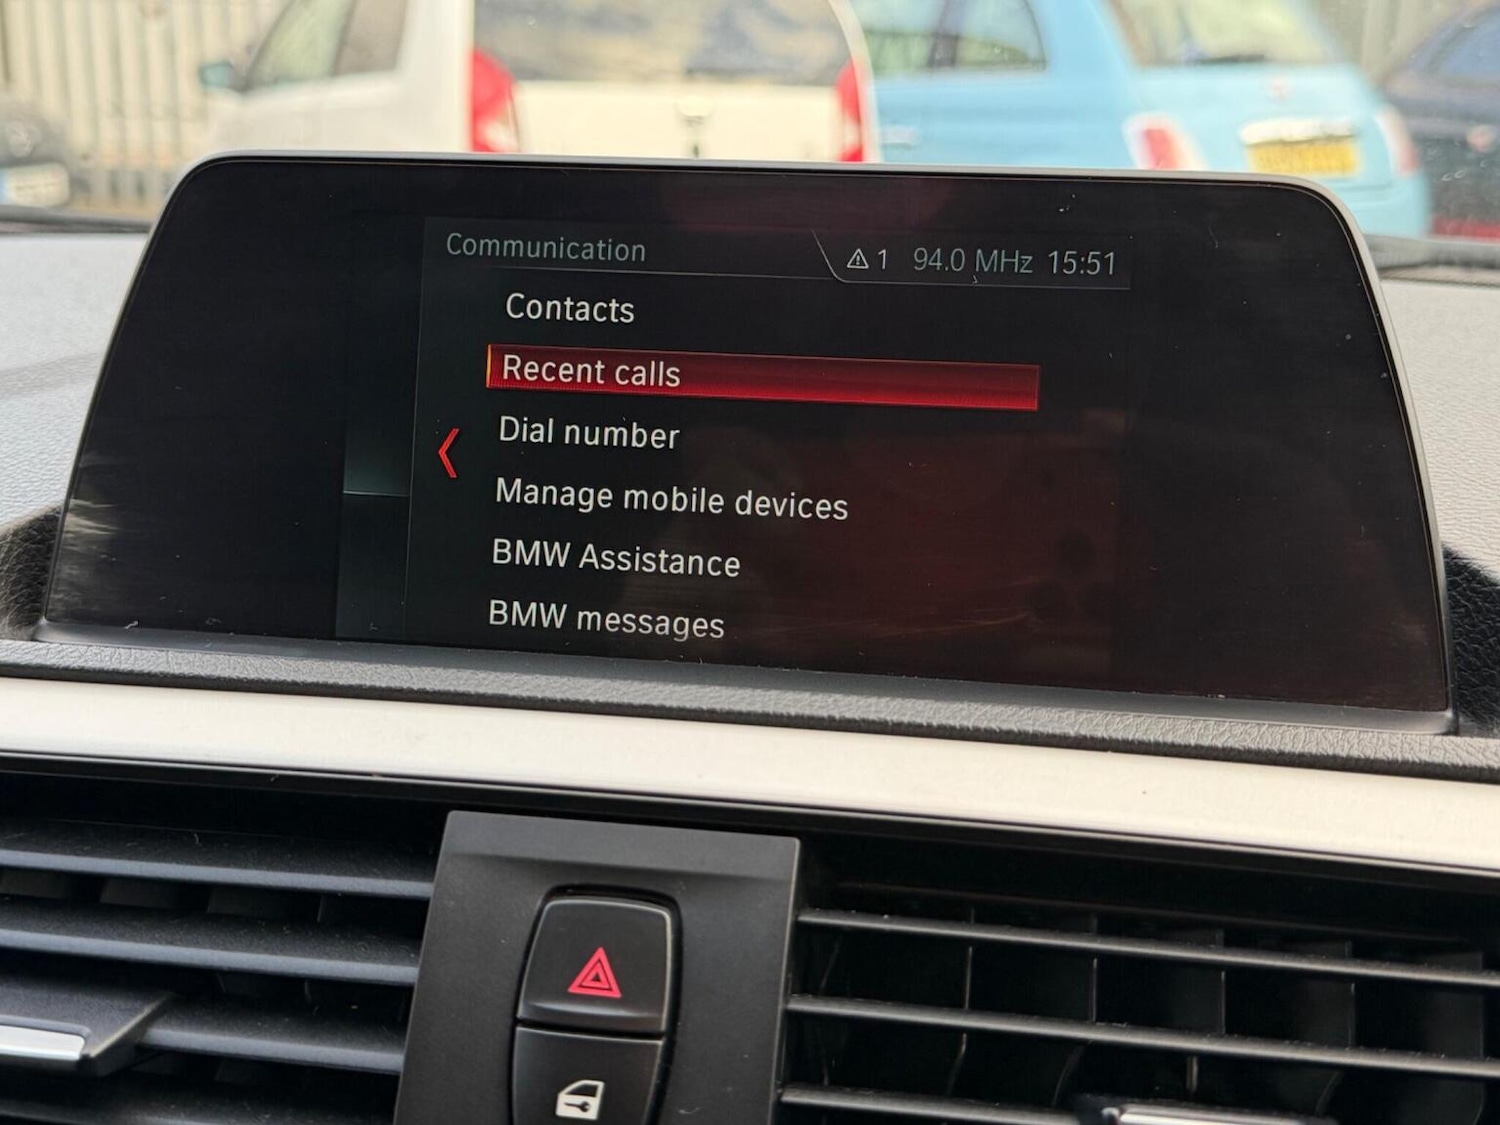 Communication 1 94.0 MHz 15:51
Contacts
Recent calls
Dial number
Manage mobile devices
BMW Assistance
BMW messages